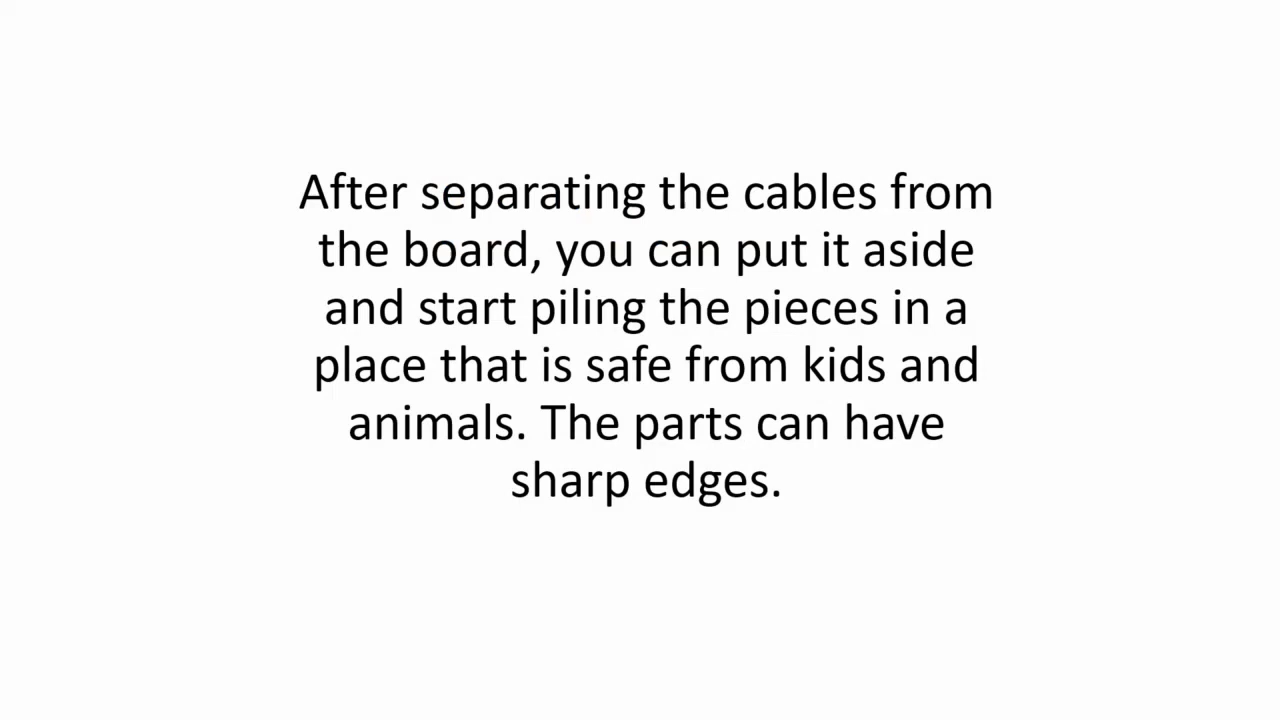 After separating the cables from
the board, you can put it aside
and start piling the pieces in a
place that is safe from kids and
animals. The parts can have
sharp edges.